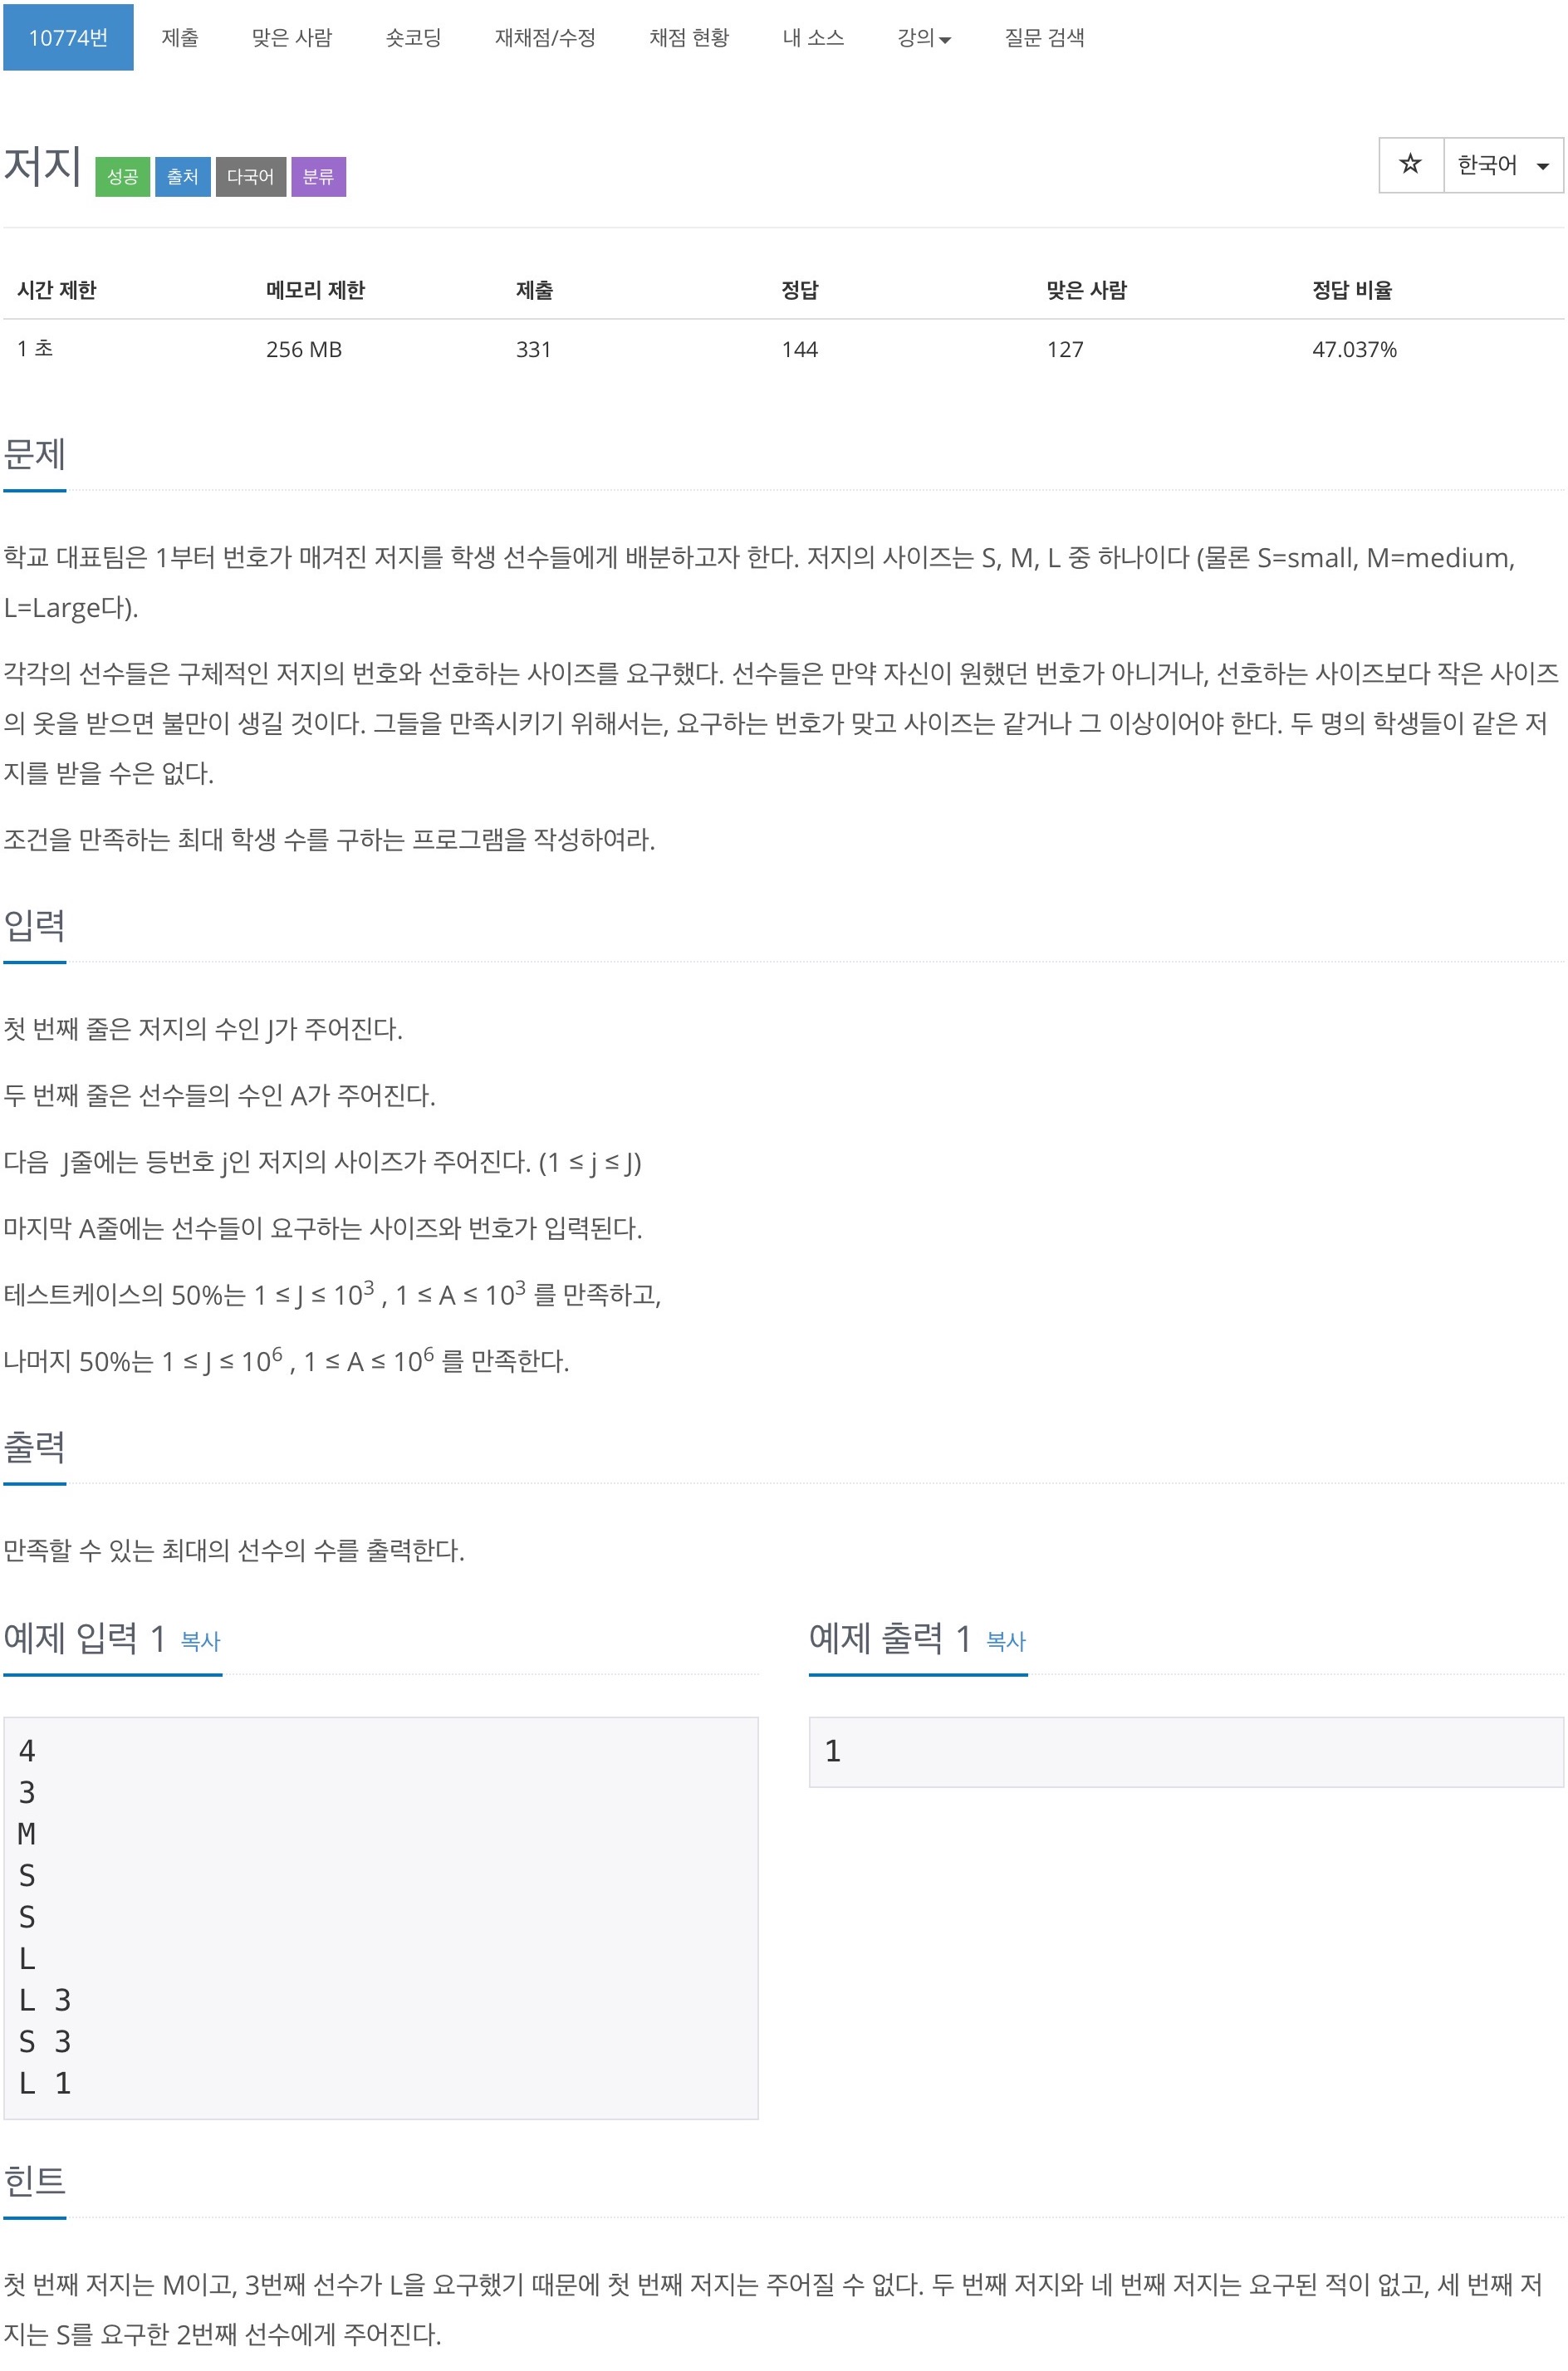 10774번 제출 맞은 사람 숏코딩 재채점/수정 채점 현황 내 소스 강의 질문 검색
저지 성공 출처 다국어 분류 ☆ 한국어
시간 제한 메모리 제한 제출 정답 맞은 사람 정답 비율
1 초 256 MB 331 144 127 47.037%
문제
학교 대표팀은 1부터 번호가 매겨진 저지를 학생 선수들에게 배분하고자 한다. 저지의 사이즈는 S, M, L 중 하나이다 (물론 S=small, M=medium,
L=Large다).
각각의 선수들은 구체적인 저지의 번호와 선호하는 사이즈를 요구했다. 선수들은 만약 자신이 원했던 번호가 아니거나, 선호하는 사이즈보다 작은 사이즈
의 옷을 받으면 불만이 생길 것이다. 그들을 만족시키기 위해서는, 요구하는 번호가 맞고 사이즈는 같거나 그 이상이어야 한다. 두 명의 학생들이 같은 저
지를 받을 수은 없다.
조건을 만족하는 최대 학생 수를 구하는 프로그램을 작성하여라.
입력
첫 번째 줄은 저지의 수인 J가 주어진다.
두 번째 줄은 선수들의 수인 A가 주어진다.
다음 J줄에는 등번호 j인 저지의 사이즈가 주어진다. (1 ≤ j ≤ J)
마지막 A줄에는 선수들이 요구하는 사이즈와 번호가 입력된다.
테스트케이스의 50%는 1 ≤ J ≤ 10³ , 1 ≤ A ≤ 10³ 를 만족하고,
나머지 50%는 1 ≤ J ≤ 10⁶ , 1 ≤ A ≤ 10⁶ 를 만족한다.
출력
만족할 수 있는 최대의 선수의 수를 출력한다.
예제 입력 1 복사
4
3
M
S
S
L
L 3
S 3
L 1
예제 출력 1 복사
1
힌트
첫 번째 저지는 M이고, 3번째 선수가 L을 요구했기 때문에 첫 번째 저지는 주어질 수 없다. 두 번째 저지와 네 번째 저지는 요구된 적이 없고, 세 번째 저
지는 S를 요구한 2번째 선수에게 주어진다.